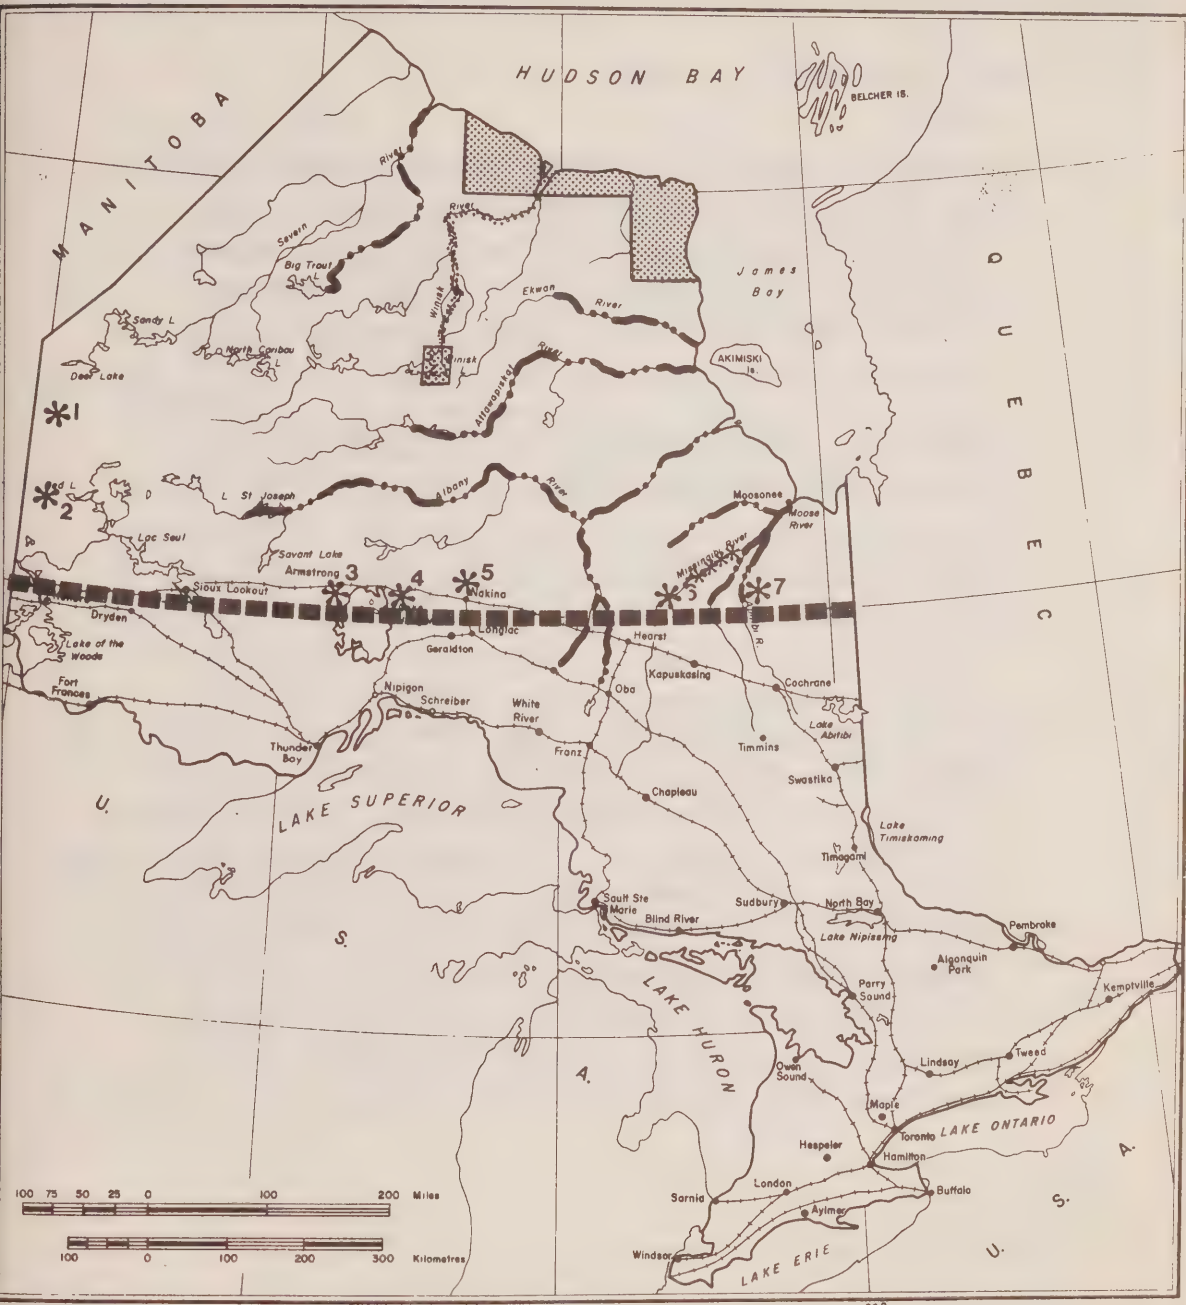 HUDSON BAY
BELCHER IS.
MANITOBA
River
River
Severn
Big Trout
L
James
Bay
QUEBEC
Winisk
Ekwan
River
Sandy L
North Caribou
L
Deer Lake
River
AKIMISKI
Is.
Attawapiskat
1
2
L St Joseph
Albany
River
Moosonee
Moose
River
Lac Seul
Savant Lake
Missinaibi River
Armstrong
3
4
5
6
7
Sioux Lookout
Nakina
Dryden
Longlac
Geraldton
Hearst
Lake of the
Woods
Kapuskasing
Fort
Frances
Nipigon
Schreiber
White
River
Oba
Cochrane
Lake
Abitibi
Thunder
Bay
Franz
Timmins
Swastika
U.
LAKE SUPERIOR
Chapleau
Lake
Timiskaming
Timagami
Sault Ste
Marie
Sudbury
North Bay
Blind River
Lake Nipissing
Pembroke
S.
Algonquin
Park
LAKE HURON
Parry
Sound
Kemptville
A.
Owen
Sound
Lindsay
Tweed
Maple
Toronto
LAKE ONTARIO
Hespeler
Hamilton
A.
London
Sarnia
Buffalo
S.
Aylmer
Windsor
LAKE ERIE
U.
100 75 50 25 0 100 200 Miles
100 0 100 200 300 Kilometres